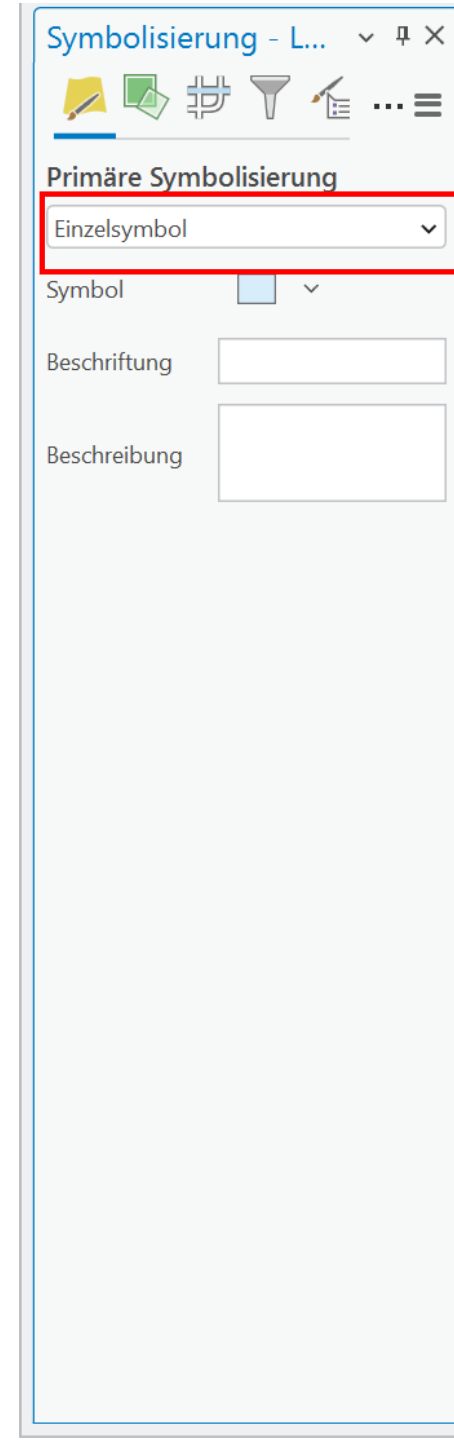 Symbolisierung - L...
Primäre Symbolisierung
Einzelsymbol
Symbol
Beschriftung
Beschreibung